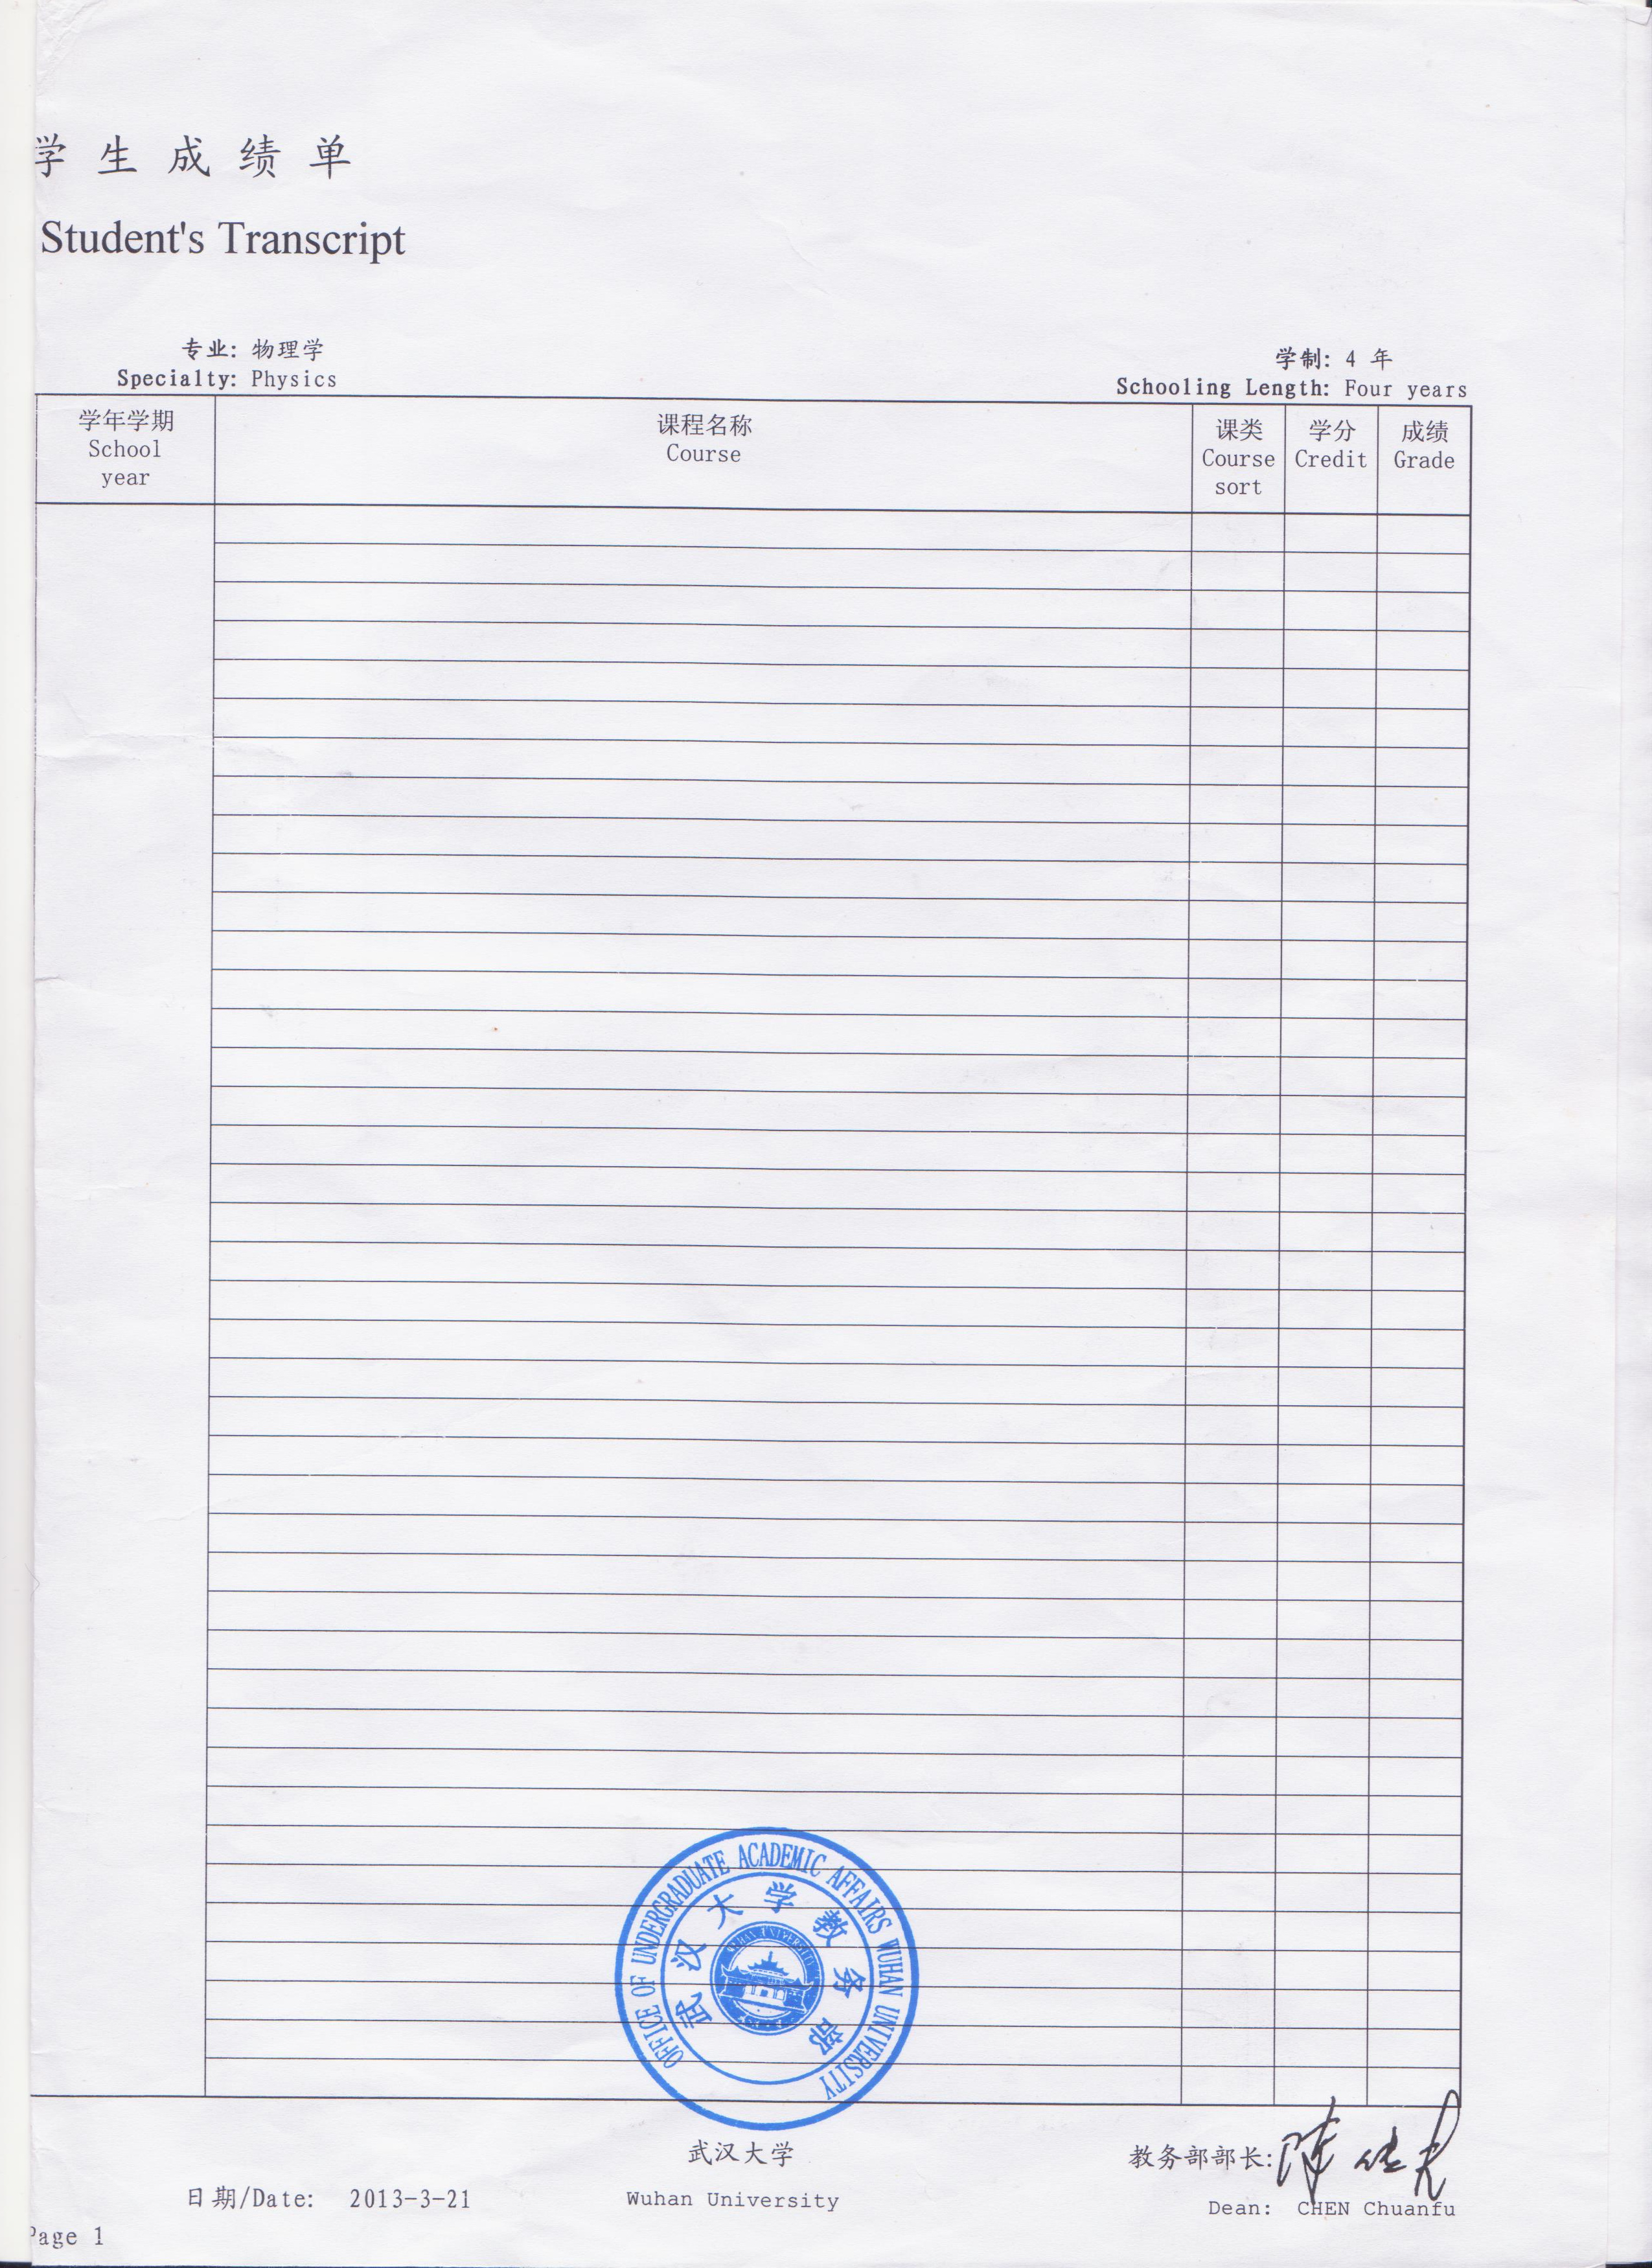 学生成绩单
Student's Transcript
专业: 物理学
Specialty: Physics
学制: 4 年
Schooling Length: Four years
学年学期
School
year
课程名称
Course
课类
Course
sort
学分
Credit
成绩
Grade
OFFICE OF UNDERGRADUATE ACADEMIC AFFAIRS WUHAN UNIVERSITY
武汉大学教务部
WUHAN UNIVERSITY
武汉大学
Wuhan University
教务部部长:
陈传夫
Dean: CHEN Chuanfu
日期/Date: 2013-3-21
Page 1